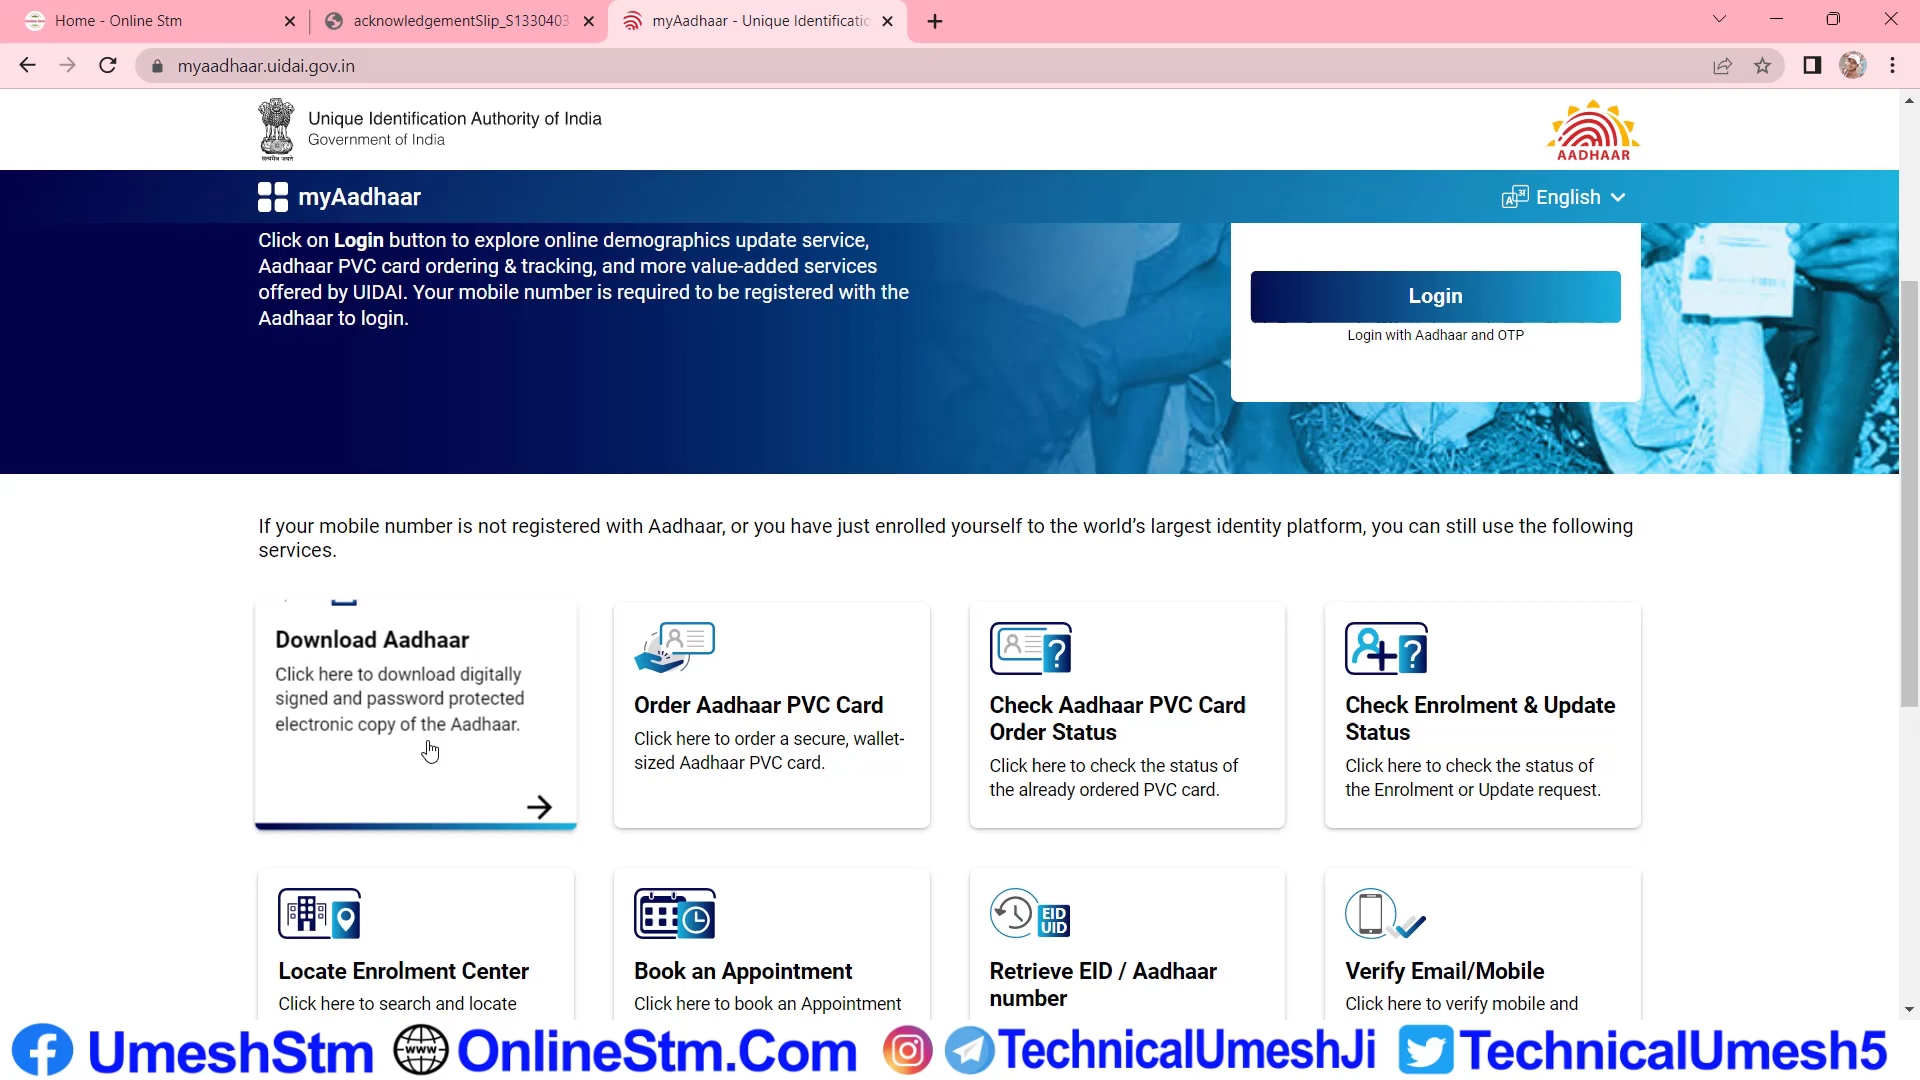 Home - Online Stm
acknowledgementSlip_S1330403
myAadhaar - Unique Identificatio
myaadhaar.uidai.gov.in
सत्यमेव जयते
Unique Identification Authority of India
Government of India
AADHAAR
myAadhaar
English
Click on Login button to explore online demographics update service,
Aadhaar PVC card ordering & tracking, and more value-added services
offered by UIDAI. Your mobile number is required to be registered with the
Aadhaar to login.
Login
Login with Aadhaar and OTP
If your mobile number is not registered with Aadhaar, or you have just enrolled yourself to the world's largest identity platform, you can still use the following
services.
Download Aadhaar
Click here to download digitally
signed and password protected
electronic copy of the Aadhaar.
Order Aadhaar PVC Card
Click here to order a secure, wallet-
sized Aadhaar PVC card.
Check Aadhaar PVC Card
Order Status
Click here to check the status of
the already ordered PVC card.
Check Enrolment & Update
Status
Click here to check the status of
the Enrolment or Update request.
Locate Enrolment Center
Click here to search and locate
Book an Appointment
Click here to book an Appointment
EID
UID
Retrieve EID / Aadhaar
number
Verify Email/Mobile
Click here to verify mobile and
UmeshStm
www
OnlineStm.Com
TechnicalUmeshJi
TechnicalUmesh5